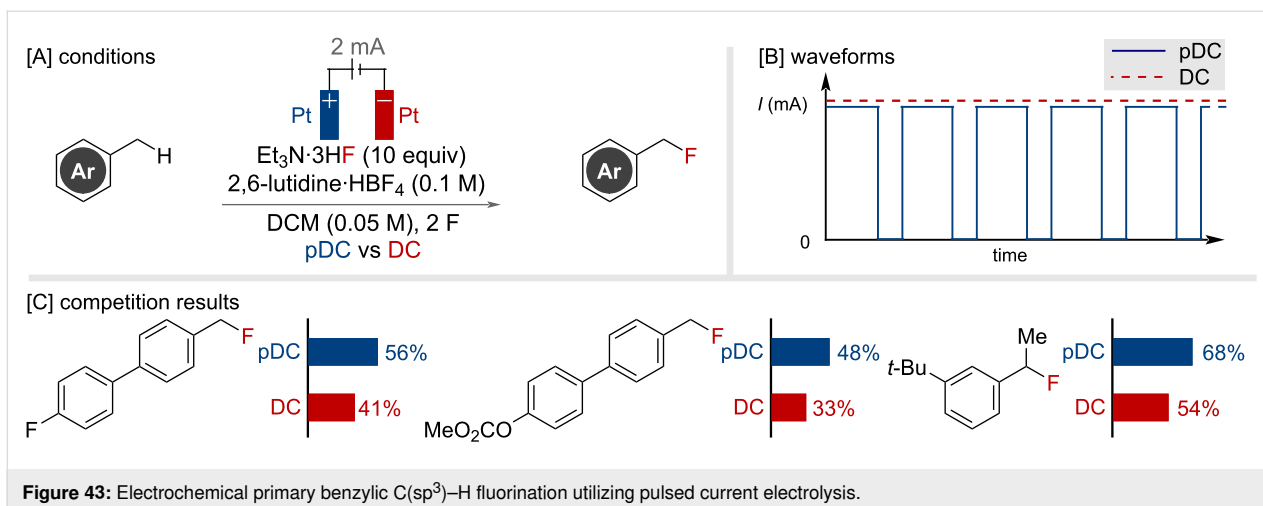 [A] conditions
2 mA
+
−
Pt
Pt
Ar
H
Et₃N·3HF (10 equiv)
2,6-lutidine·HBF₄ (0.1 M)
DCM (0.05 M), 2 F
pDC vs DC
Ar
F
[B] waveforms
pDC
DC
I (mA)
0
time
[C] competition results
F
F
pDC
56%
DC
41%
F
MeO₂CO
pDC
48%
DC
33%
Me
t-Bu
F
pDC
68%
DC
54%
Figure 43: Electrochemical primary benzylic C(sp³)–H fluorination utilizing pulsed current electrolysis.